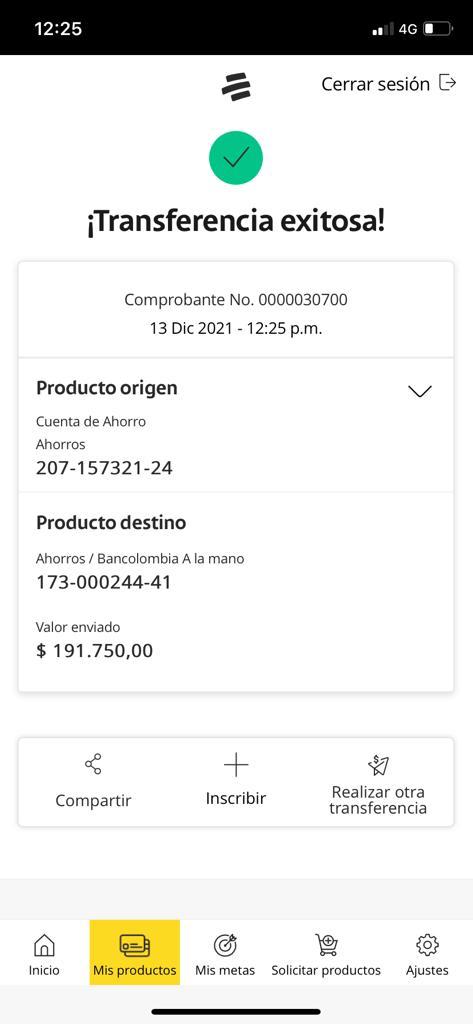 12:25
4G
Cerrar sesión
¡Transferencia exitosa!
Comprobante No. 0000030700
13 Dic 2021 - 12:25 p.m.
Producto origen
Cuenta de Ahorro
Ahorros
207-157321-24
Producto destino
Ahorros / Bancolombia A la mano
173-000244-41
Valor enviado
$ 191.750,00
Compartir
Inscribir
Realizar otra
transferencia
Inicio
Mis productos
Mis metas
Solicitar productos
Ajustes